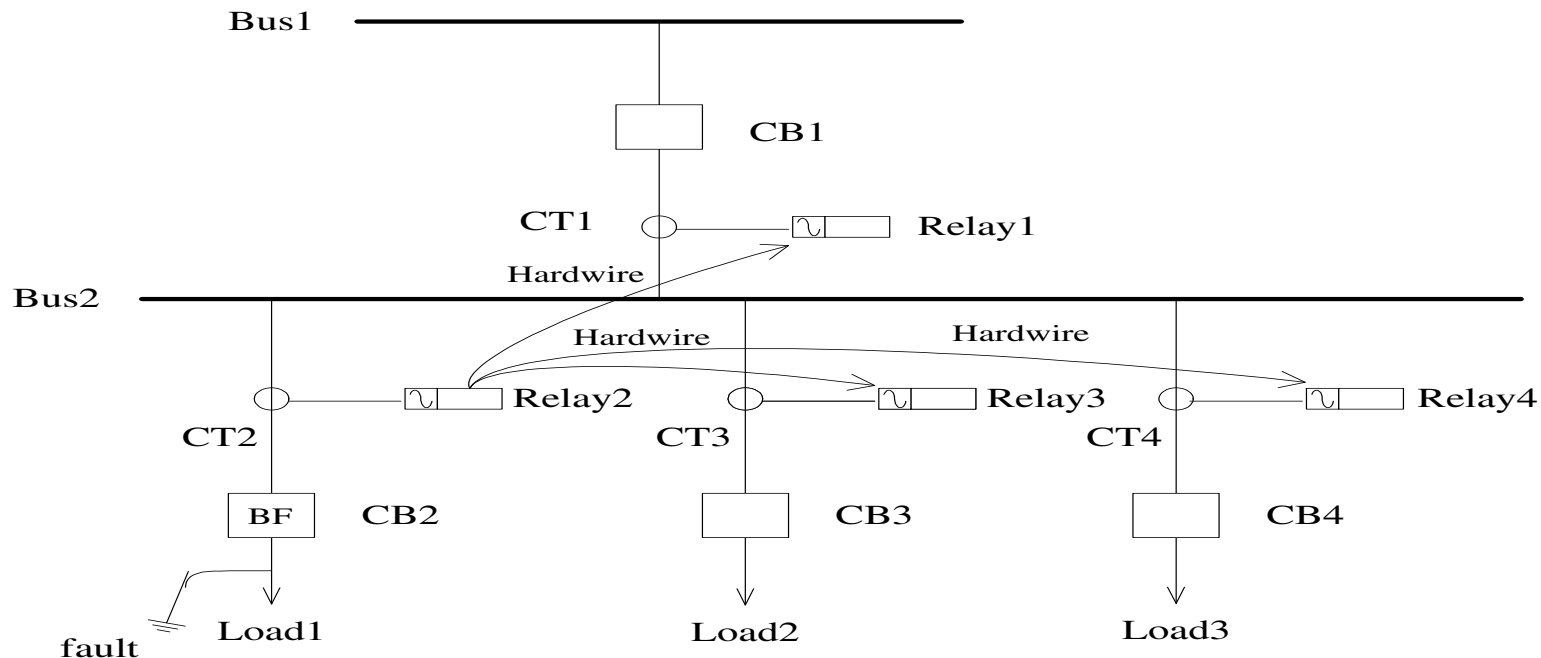 Bus1
CB1
CT1
Relay1
Hardwire
Bus2
Hardwire
Hardwire
Relay2
Relay3
Relay4
CT2
CT3
CT4
BF
CB2
CB3
CB4
fault
Load1
Load2
Load3